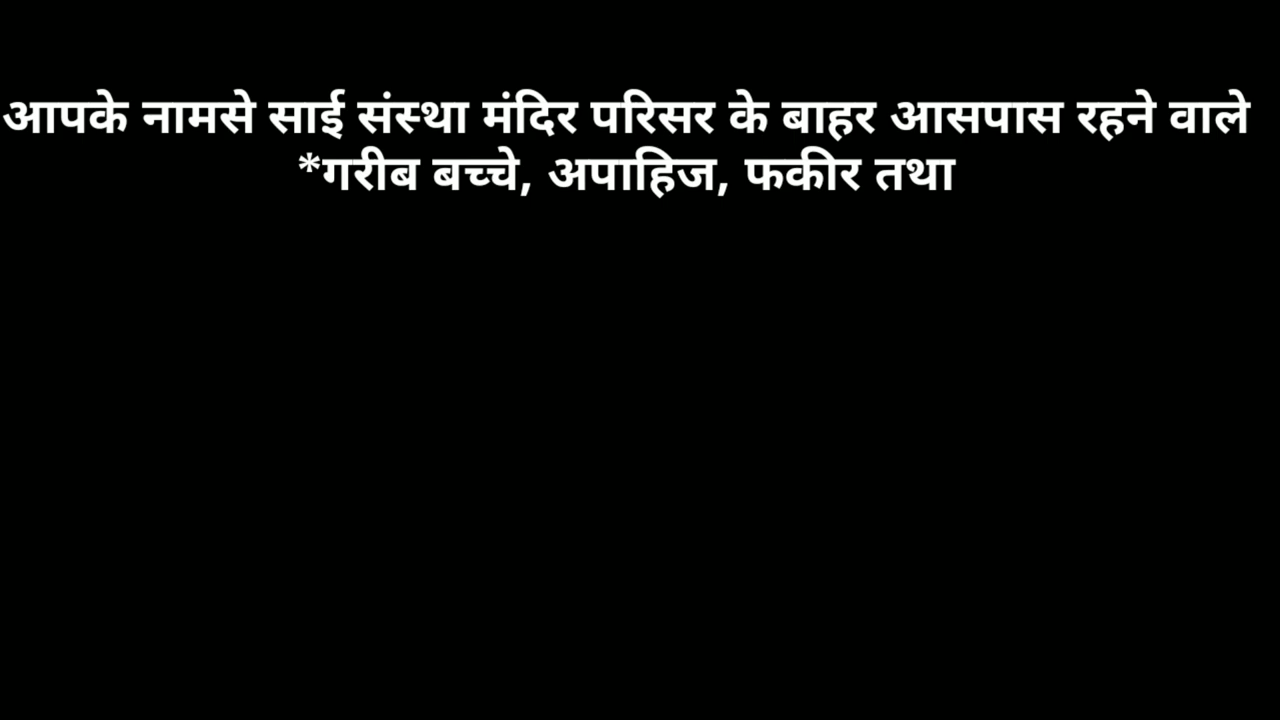 आपके नामसे साई संस्था मंदिर परिसर के बाहर आसपास रहने वाले
*गरीब बच्चे, अपाहिज, फकीर तथा